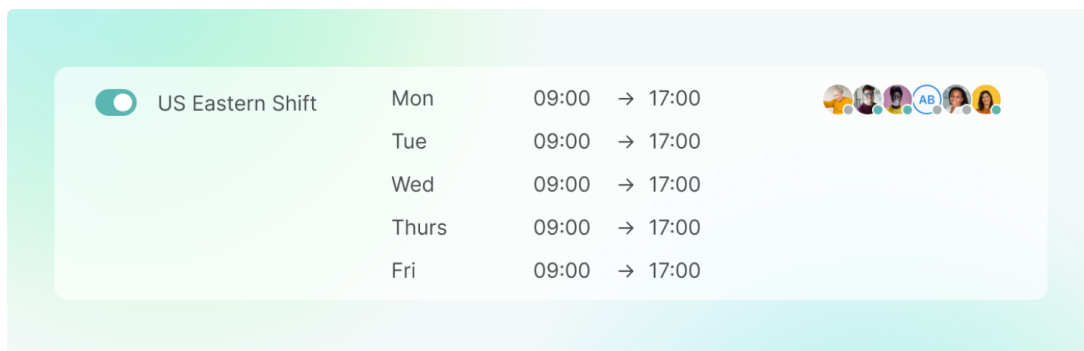 US Eastern Shift Mon 09:00 → 17:00 AB
Tue 09:00 → 17:00
Wed 09:00 → 17:00
Thurs 09:00 → 17:00
Fri 09:00 → 17:00